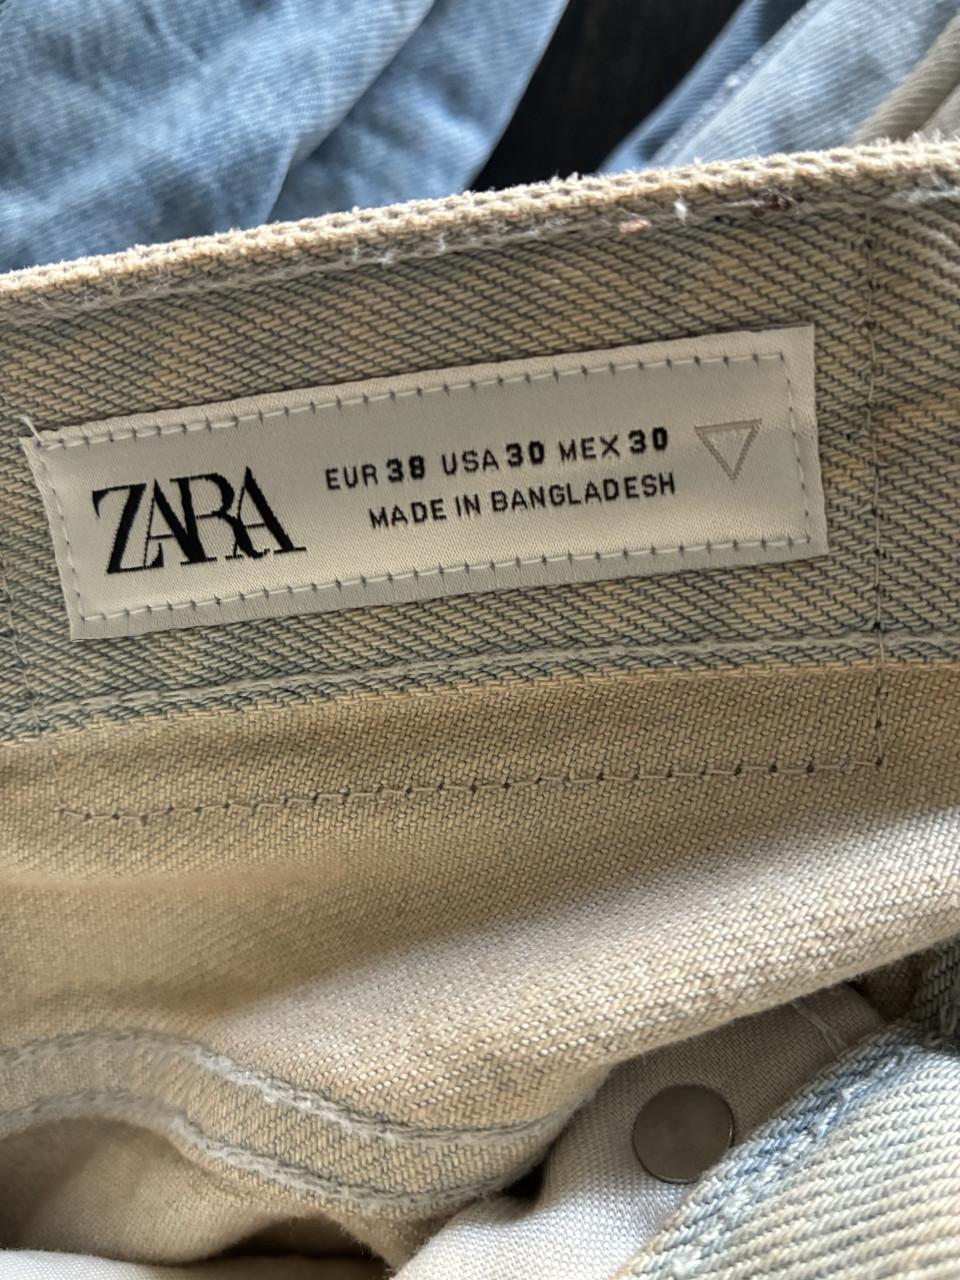 ZARA
EUR 38 USA 30 MEX 30
MADE IN BANGLADESH